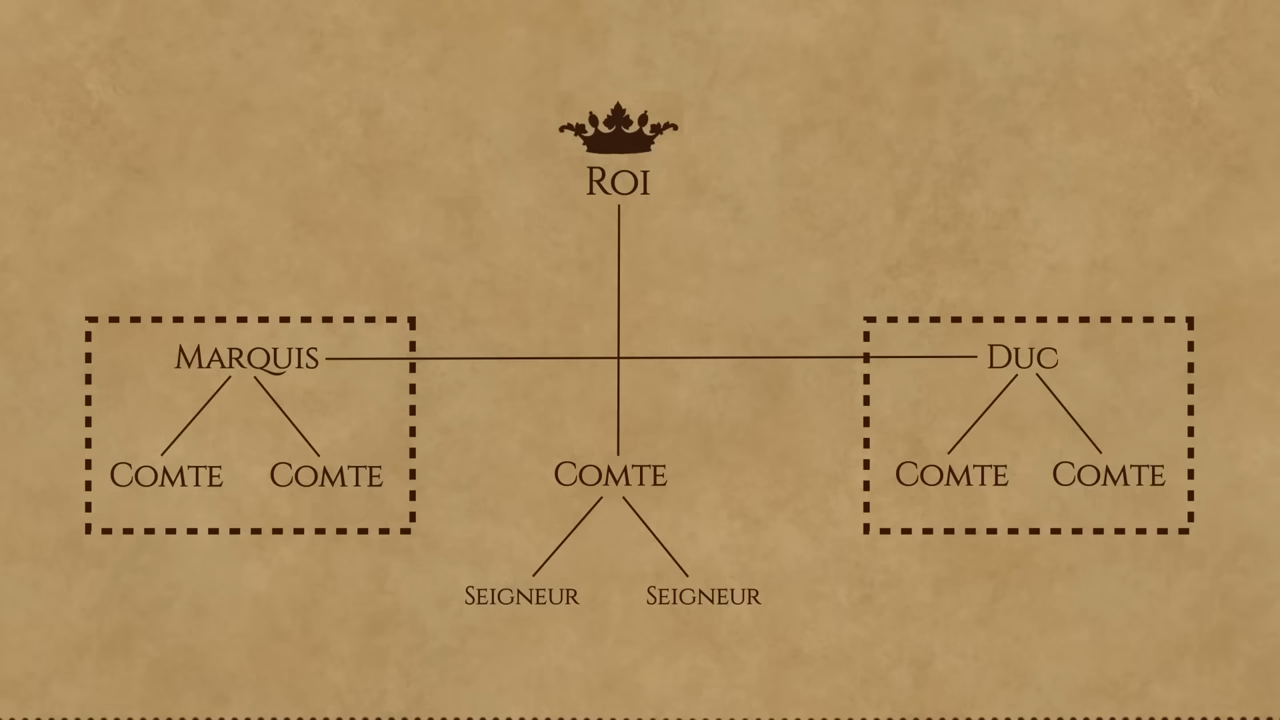 Roi
Marquis
Duc
Comte
Comte
Comte
Comte
Comte
Seigneur
Seigneur